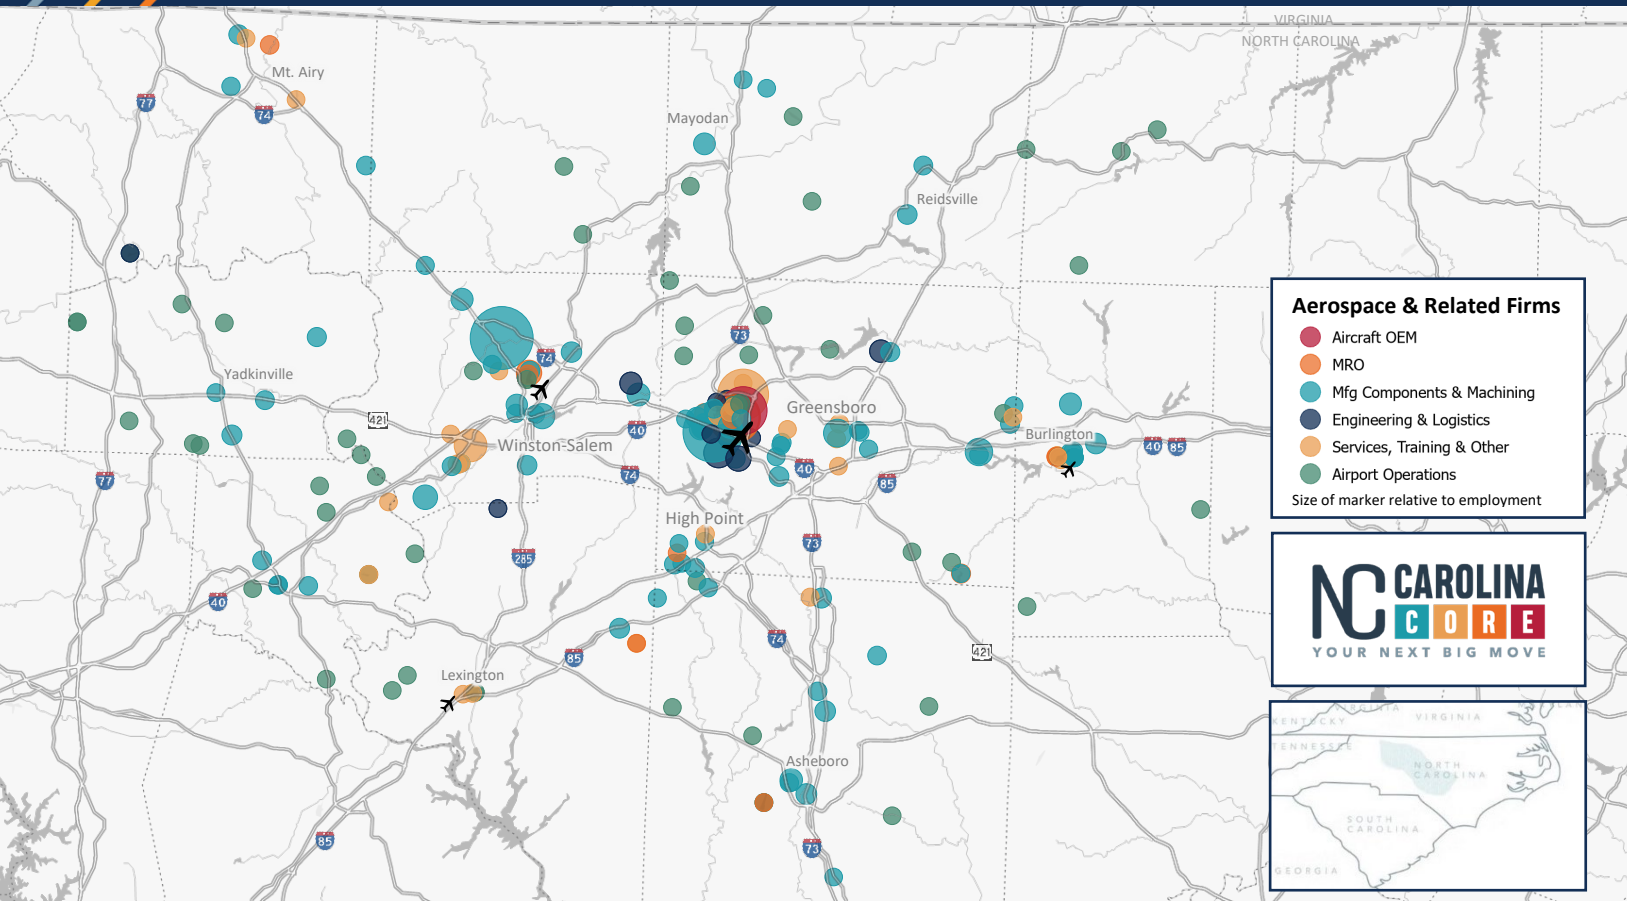 VIRGINIA
NORTH CAROLINA
Mt. Airy
77
74
Mayodan
Reidsville
73
74
Yadkinville
421
Greensboro
40
Winston-Salem
Burlington
40
85
77
74
40
85
High Point
285
73
40
74
85
421
Lexington
Asheboro
85
73
Aerospace & Related Firms
Aircraft OEM
MRO
Mfg Components & Machining
Engineering & Logistics
Services, Training & Other
Airport Operations
Size of marker relative to employment
NC CAROLINA
CORE
YOUR NEXT BIG MOVE
KENTUCKY
VIRGINIA
TENNESSEE
NORTH
CAROLINA
SOUTH
CAROLINA
GEORGIA